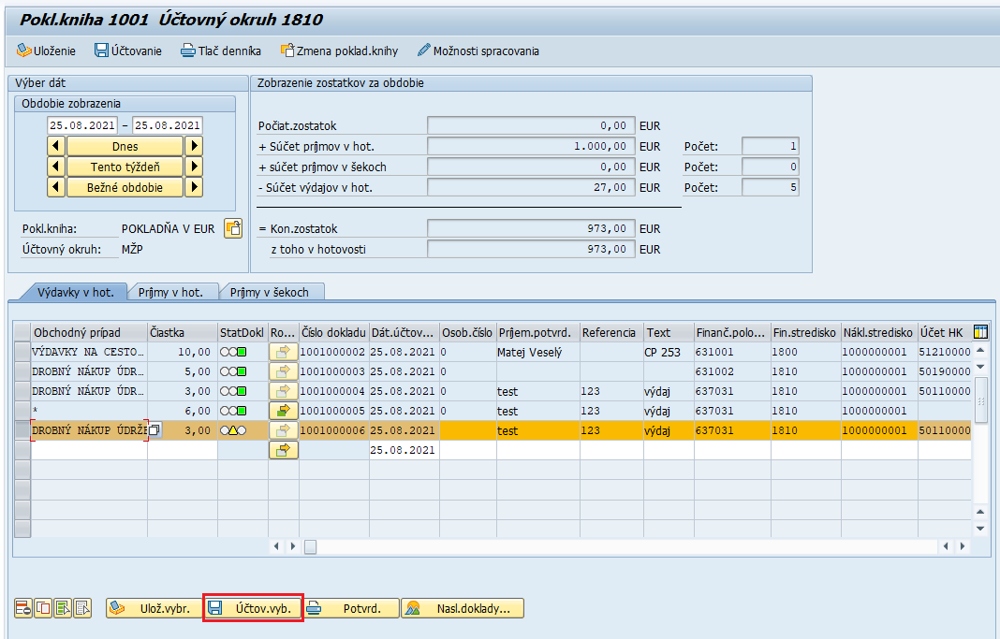 Pokl.kniha 1001 Účtovný okruh 1810
Uloženie Účtovanie Tlač denníka Zmena poklad.knihy Možnosti spracovania
Výber dát
Obdobie zobrazenia
25.08.2021 - 25.08.2021
Dnes
Tento týždeň
Bežné obdobie
Pokl.kniha: POKLADŇA V EUR
Účtovný okruh: MŽP
Zobrazenie zostatkov za obdobie
Počiat.zostatok 0,00 EUR
+ Súčet príjmov v hot. 1.000,00 EUR Počet: 1
+ súčet príjmov v šekoch 0,00 EUR Počet: 0
- Súčet výdajov v hot. 27,00 EUR Počet: 5
= Kon.zostatok 973,00 EUR
z toho v hotovosti 973,00 EUR
Výdavky v hot. Príjmy v hot. Príjmy v šekoch
Obchodný prípad Čiastka StatDokl Ro... Číslo dokladu Dát.účtov... Osob.číslo Príjem.potvrd. Referencia Text Finanč.polo... Fin.stredisko Nákl.stredisko Účet HK
VÝDAVKY NA CESTO... 10,00 1001000002 25.08.2021 0 Matej Veselý CP 253 631001 1800 1000000001 51210000
DROBNÝ NÁKUP ÚDR... 5,00 1001000003 25.08.2021 0 631002 1810 1000000001 50190000
DROBNÝ NÁKUP ÚDR... 3,00 1001000004 25.08.2021 0 test 123 výdaj 637031 1810 1000000001 50110000
* 6,00 1001000005 25.08.2021 0 test 123 výdaj 637031 1810 1000000001
DROBNÝ NÁKUP ÚDRŽB 3,00 1001000006 25.08.2021 test 123 výdaj 637031 1810 1000000001 50110000
25.08.2021
Ulož.vybr. Účtov.vyb. Potvrd. Nasl.doklady...